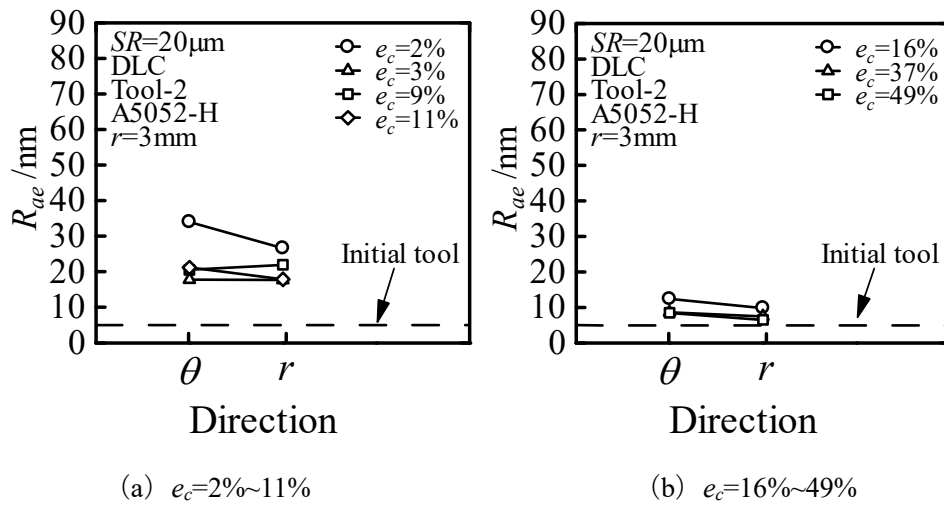 90
80
70
60
50
40
30
20
10
0
R_ae /nm
SR=20μm
DLC
Tool-2
A5052-H
r=3mm
e_c=2%
e_c=3%
e_c=9%
e_c=11%
Initial tool
θ r
Direction
(a) e_c=2%~11%
90
80
70
60
50
40
30
20
10
0
R_ae /nm
SR=20μm
DLC
Tool-2
A5052-H
r=3mm
e_c=16%
e_c=37%
e_c=49%
Initial tool
θ r
Direction
(b) e_c=16%~49%